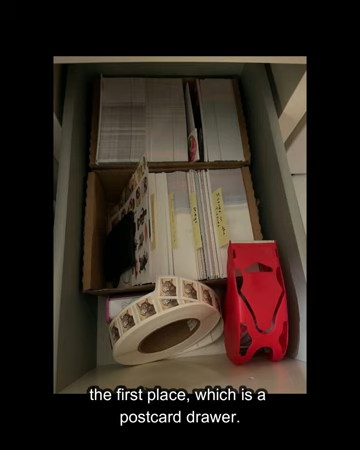 the first place, which is a
postcard drawer.